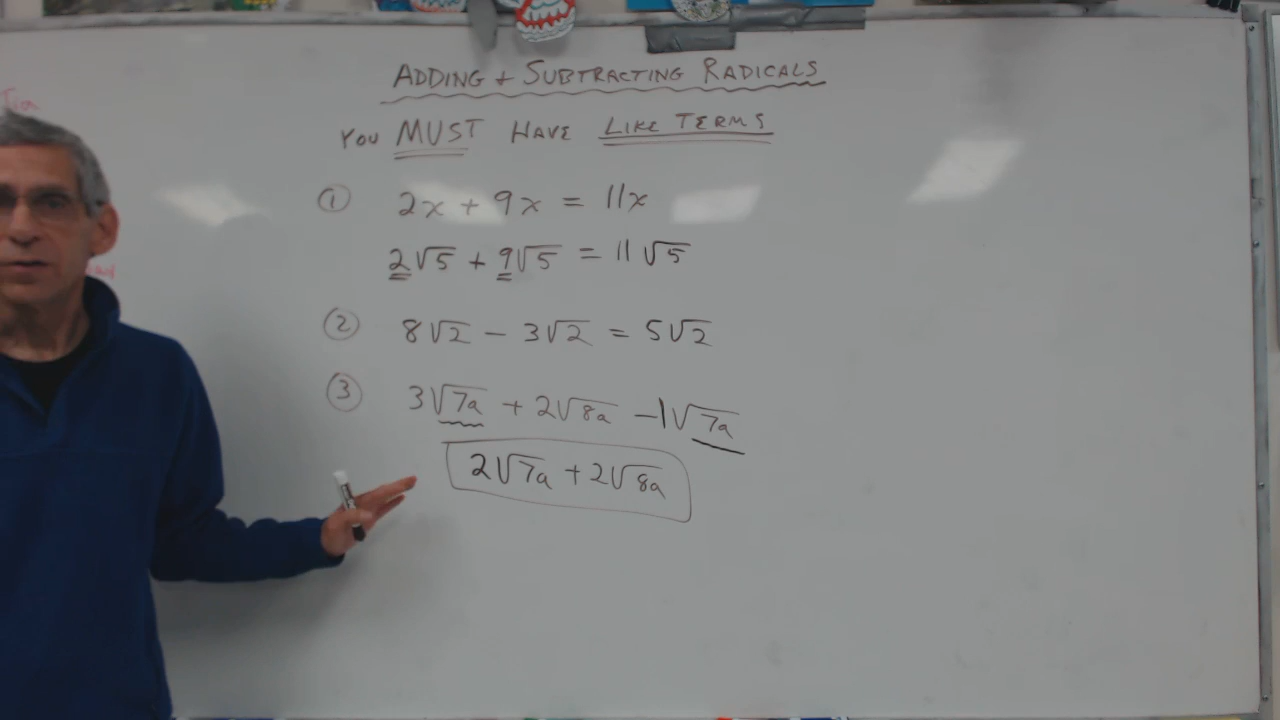 ADDING + SUBTRACTING RADICALS
YOU MUST HAVE LIKE TERMS
① 2x + 9x = 11x
2√5 + 9√5 = 11√5
② 8√2 − 3√2 = 5√2
③ 3√7a + 2√8a − 1√7a
2√7a + 2√8a